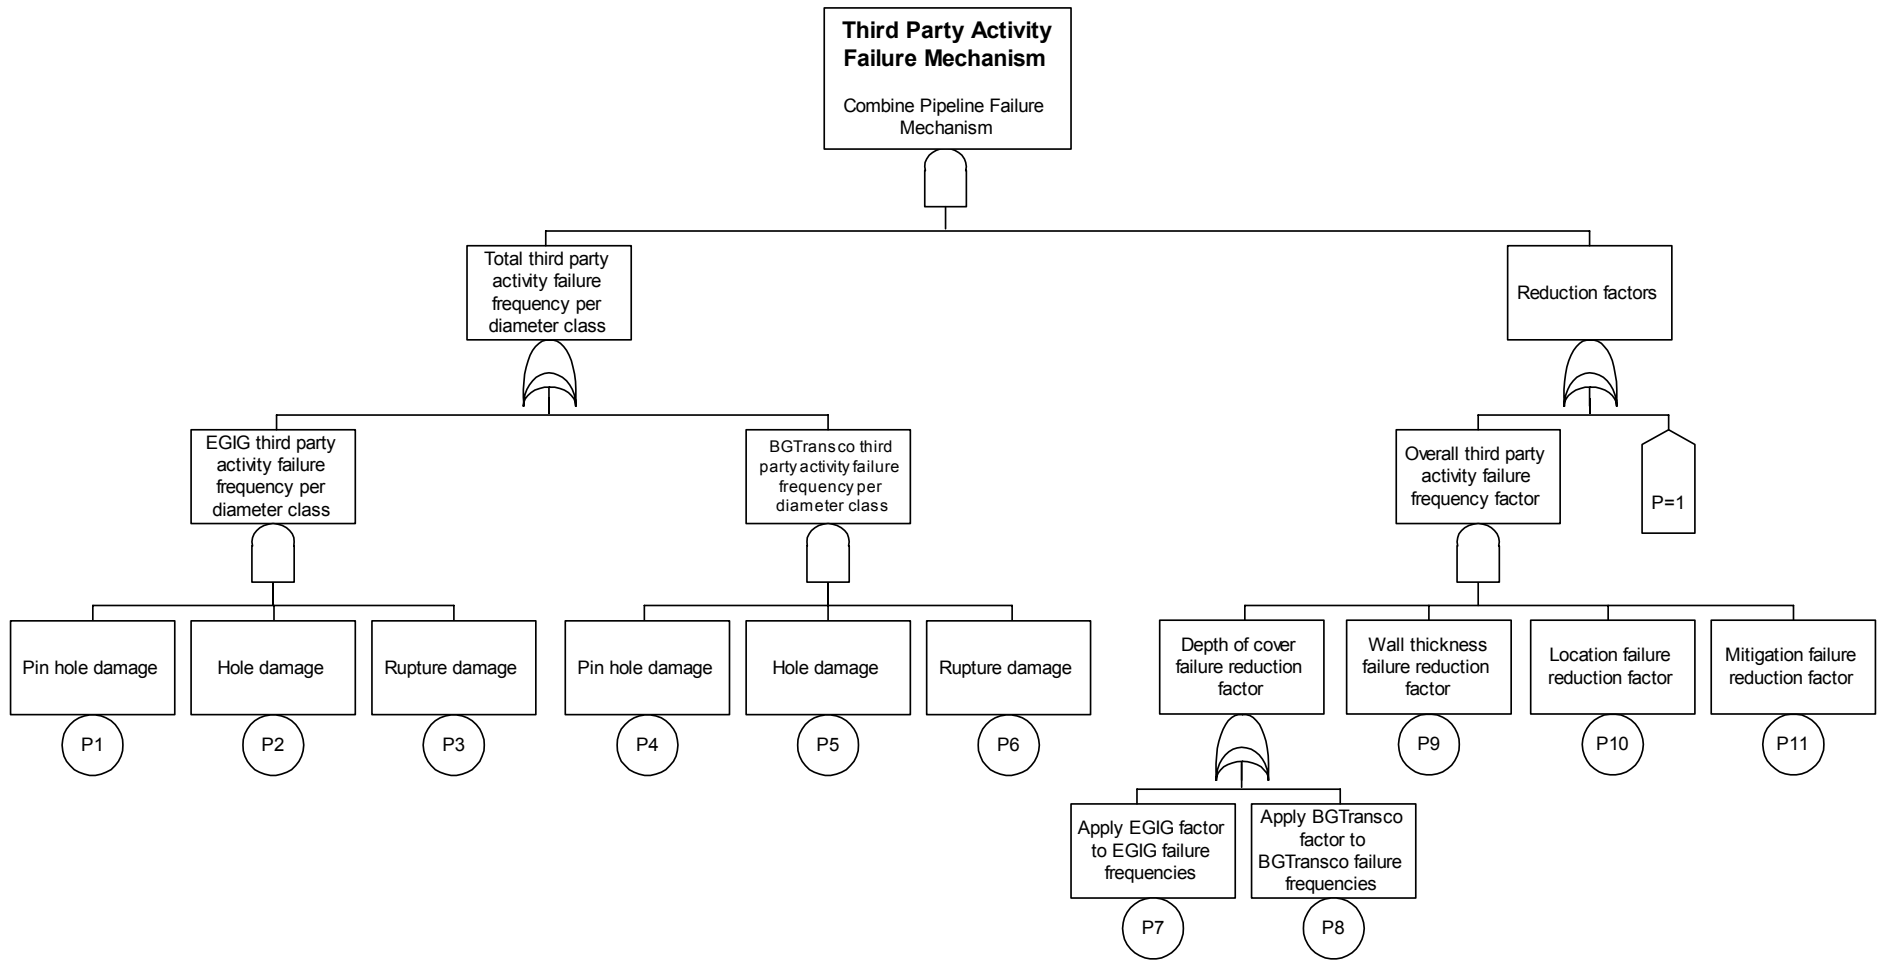 Third Party Activity
Failure Mechanism
Combine Pipeline Failure
Mechanism
Total third party
activity failure
frequency per
diameter class
Reduction factors
EGIG third party
activity failure
frequency per
diameter class
BGTransco third
party activity failure
frequency per
diameter class
Overall third party
activity failure
frequency factor
P=1
Pin hole damage
Hole damage
Rupture damage
Pin hole damage
Hole damage
Rupture damage
Depth of cover
failure reduction
factor
Wall thickness
failure reduction
factor
Location failure
reduction factor
Mitigation failure
reduction factor
P1
P2
P3
P4
P5
P6
P9
P10
P11
Apply EGIG factor
to EGIG failure
frequencies
Apply BGTransco
factor to
BGTransco failure
frequencies
P7
P8